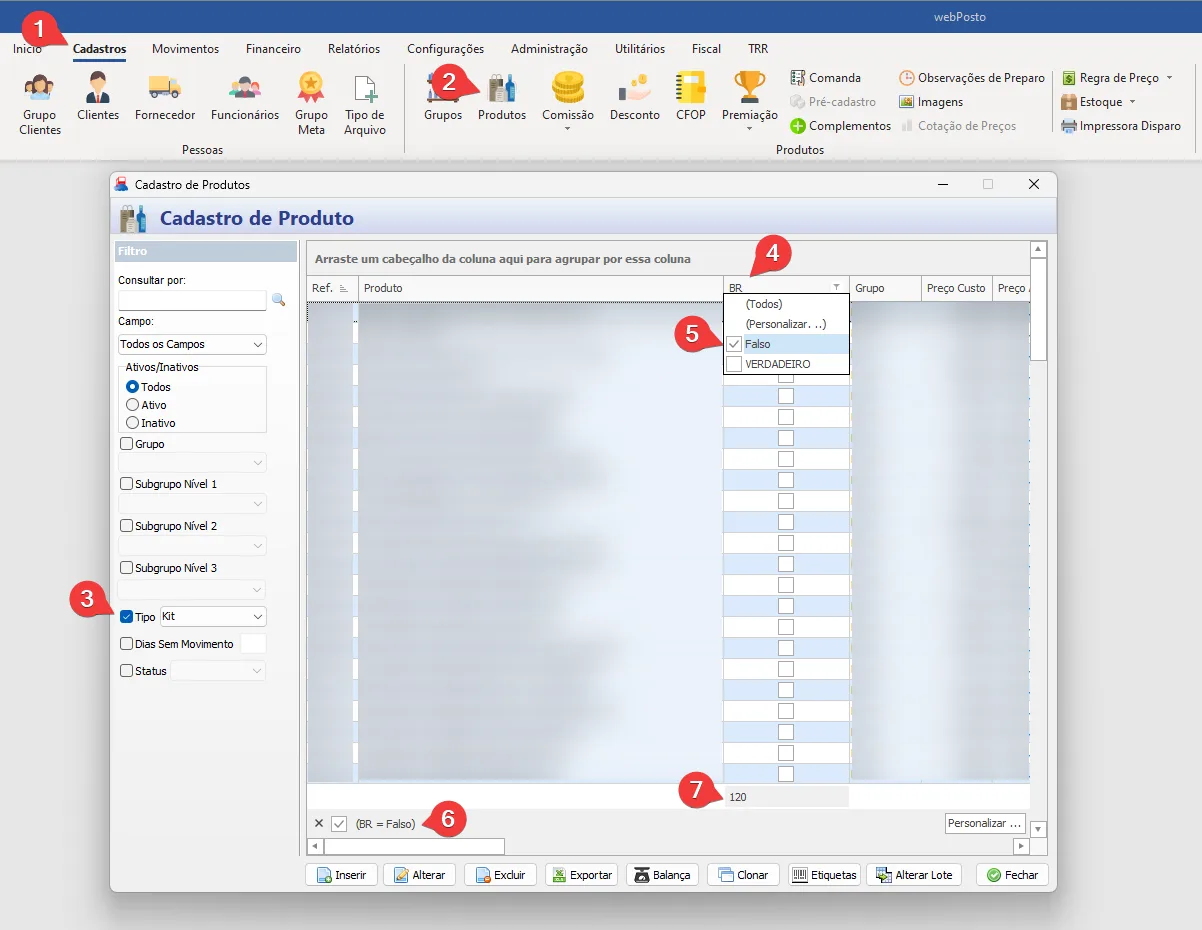 webPosto
1
Início
Cadastros
Movimentos
Financeiro
Relatórios
Configurações
Administração
Utilitários
Fiscal
TRR
Grupo
Clientes
Clientes
Fornecedor
Funcionários
Grupo
Meta
Tipo de
Arquivo
Pessoas
2
Grupos
Produtos
Comissão
Desconto
CFOP
Premiação
Comanda
Pré-cadastro
Complementos
Observações de Preparo
Imagens
Cotação de Preços
Produtos
Regra de Preço
Estoque
Impressora Disparo
Cadastro de Produtos
Cadastro de Produto
Filtro
Consultar por:
Campo:
Todos os Campos
Ativos/Inativos
Todos
Ativo
Inativo
Grupo
Subgrupo Nível 1
Subgrupo Nível 2
Subgrupo Nível 3
3
Tipo
Kit
Dias Sem Movimento
Status
Arraste um cabeçalho da coluna aqui para agrupar por essa coluna
4
Ref.
Produto
BR
Grupo
Preço Custo
Preço
(Todos)
(Personalizar. ..)
5
Falso
VERDADEIRO
7
120
(BR = Falso)
6
Personalizar ...
Inserir
Alterar
Excluir
Exportar
Balança
Clonar
Etiquetas
Alterar Lote
Fechar